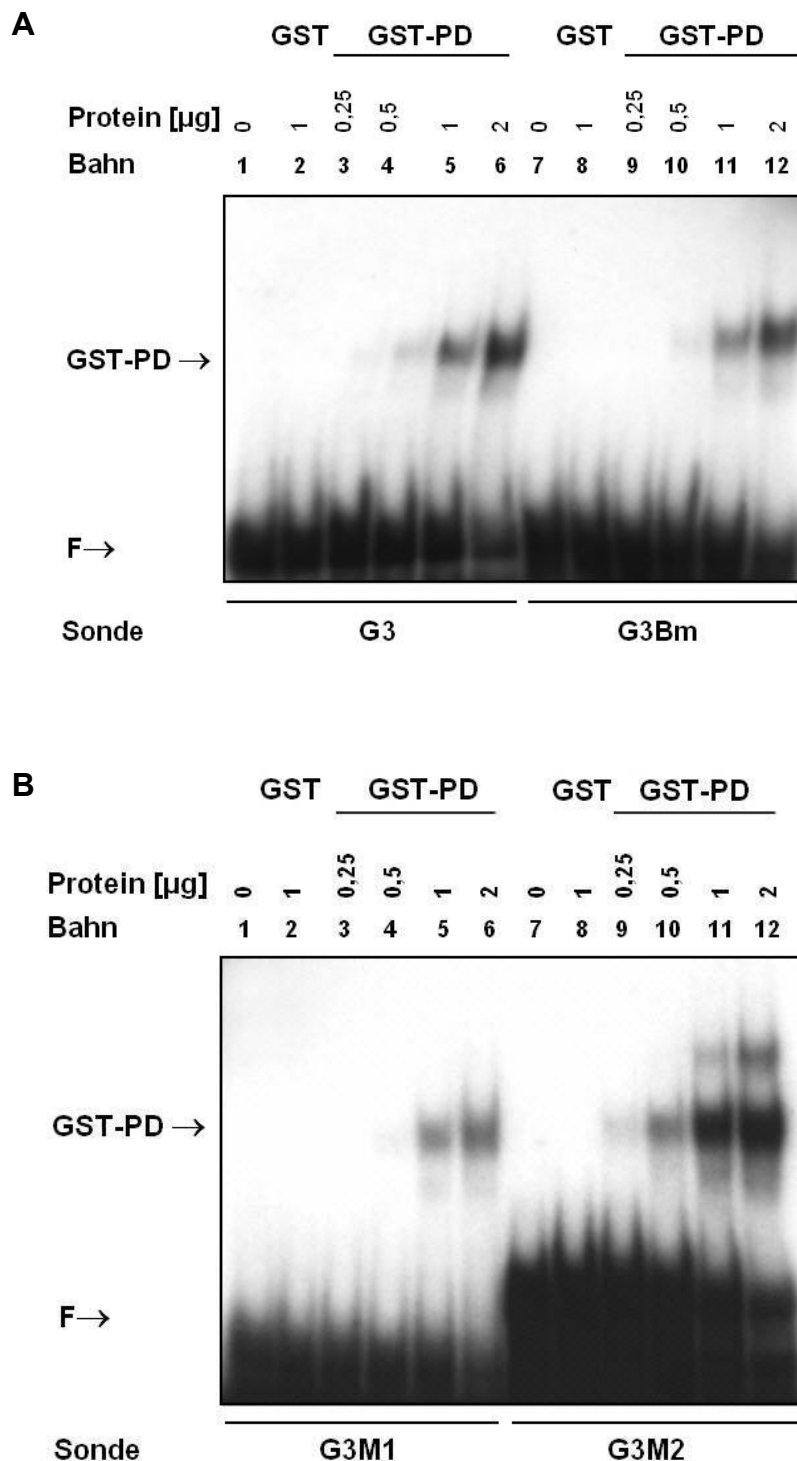 A
GST GST-PD GST GST-PD
Protein [µg] 0 1 0,25 0,5 1 2 0 1 0,25 0,5 1 2
Bahn 1 2 3 4 5 6 7 8 9 10 11 12
GST-PD →
F→
Sonde G3 G3Bm
B
GST GST-PD GST GST-PD
Protein [µg] 0 1 0,25 0,5 1 2 0 1 0,25 0,5 1 2
Bahn 1 2 3 4 5 6 7 8 9 10 11 12
GST-PD →
F→
Sonde G3M1 G3M2